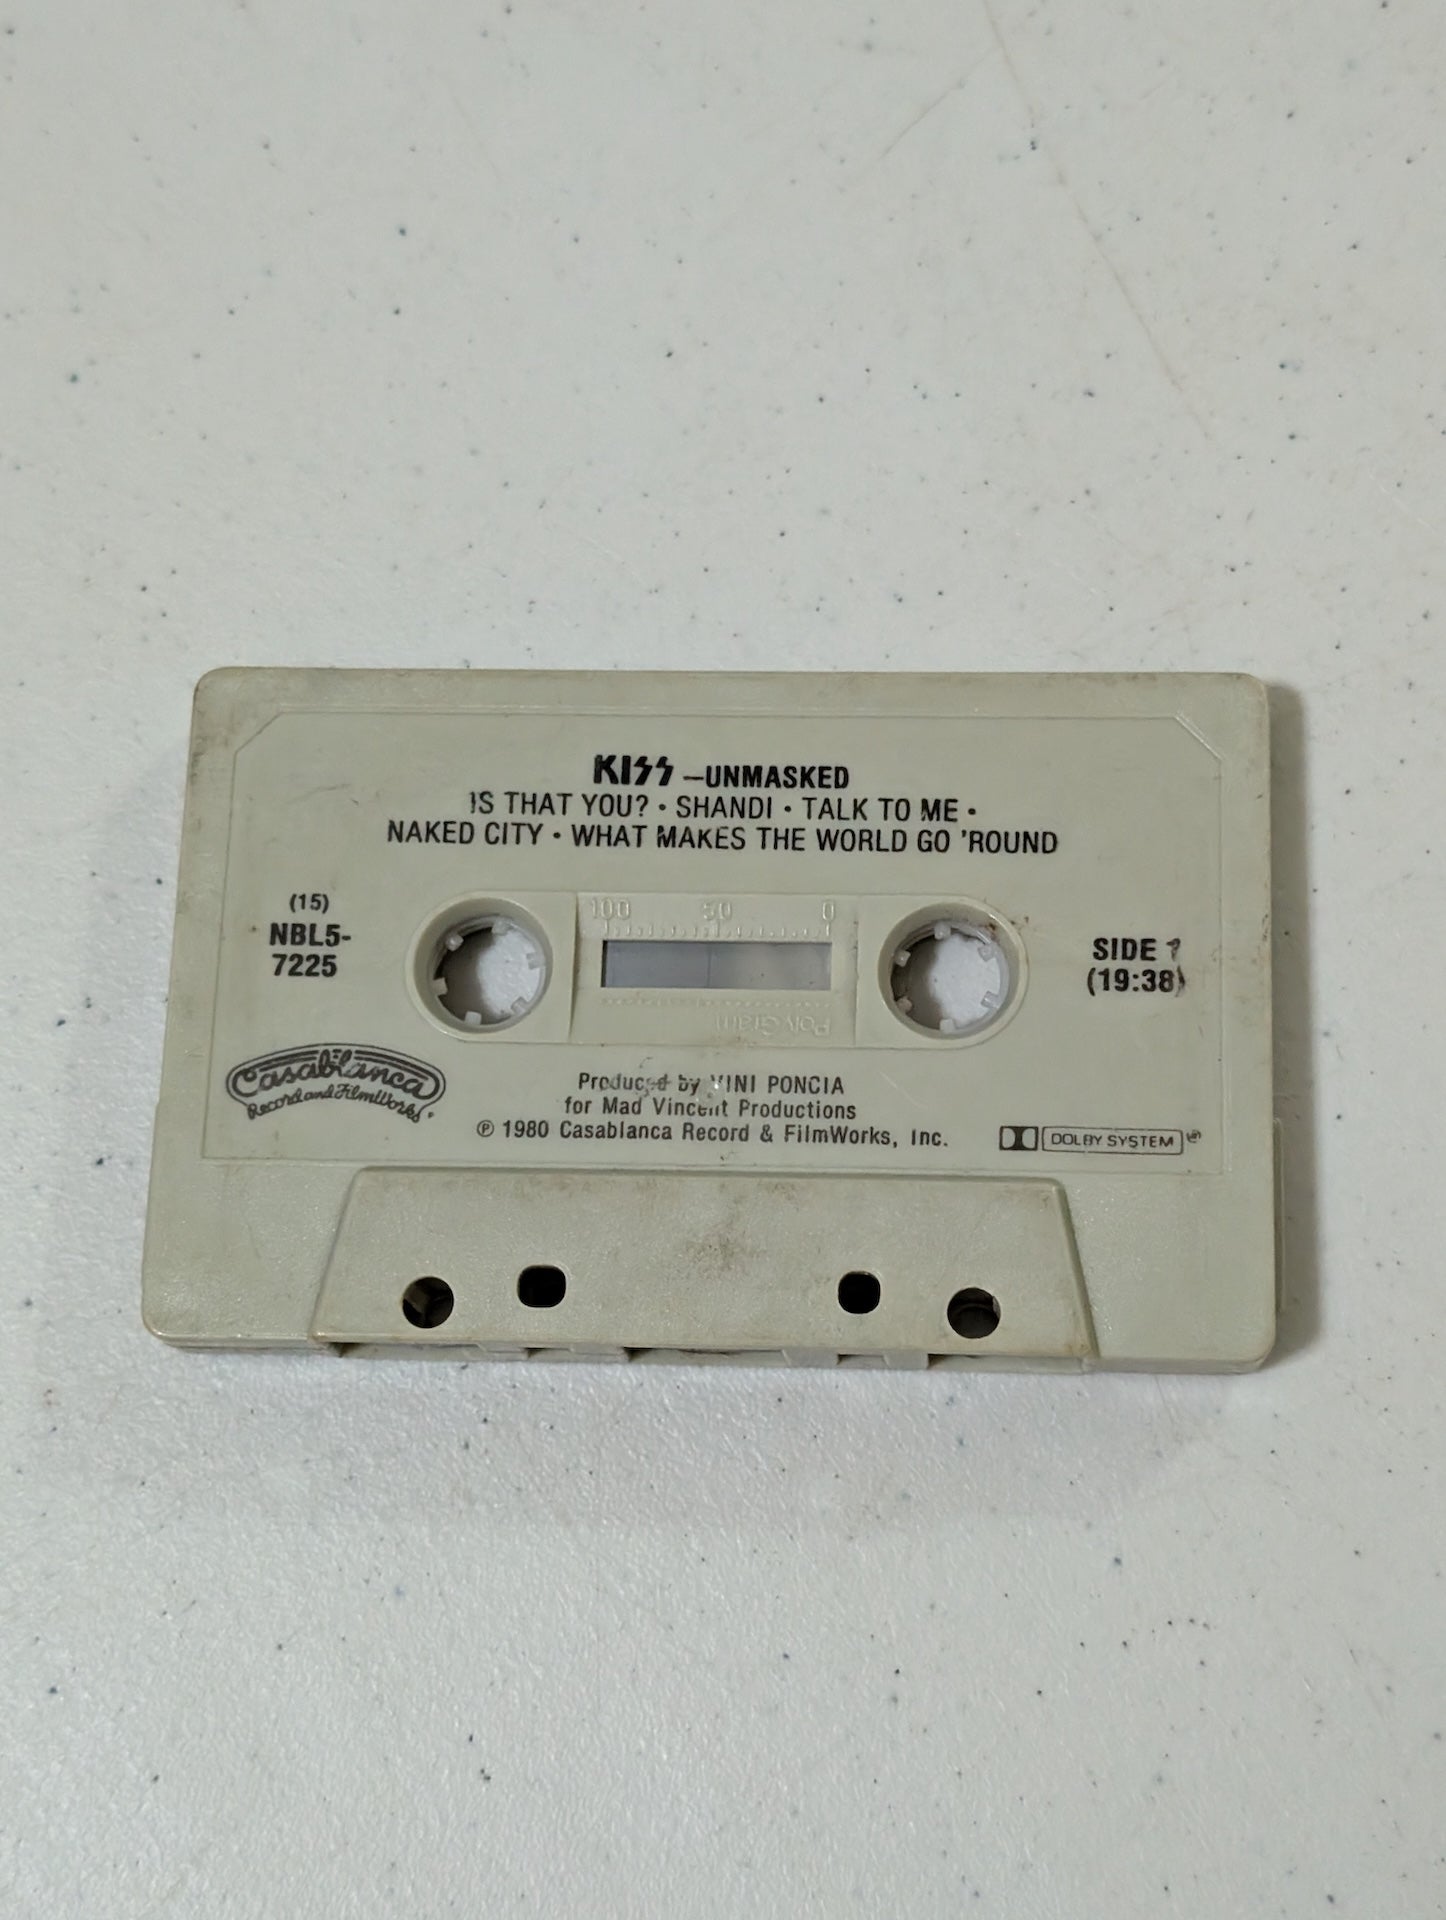 KISS —UNMASKED
IS THAT YOU? • SHANDI • TALK TO ME •
NAKED CITY • WHAT MAKES THE WORLD GO 'ROUND
(15)
NBL5-
7225
100 50 0
PolyGram
SIDE
(19:38)
Casablanca
Record and FilmWorks
Produced by VINI PONCIA
for Mad Vincent Productions
℗ 1980 Casablanca Record & FilmWorks, Inc.
DOLBY SYSTEM